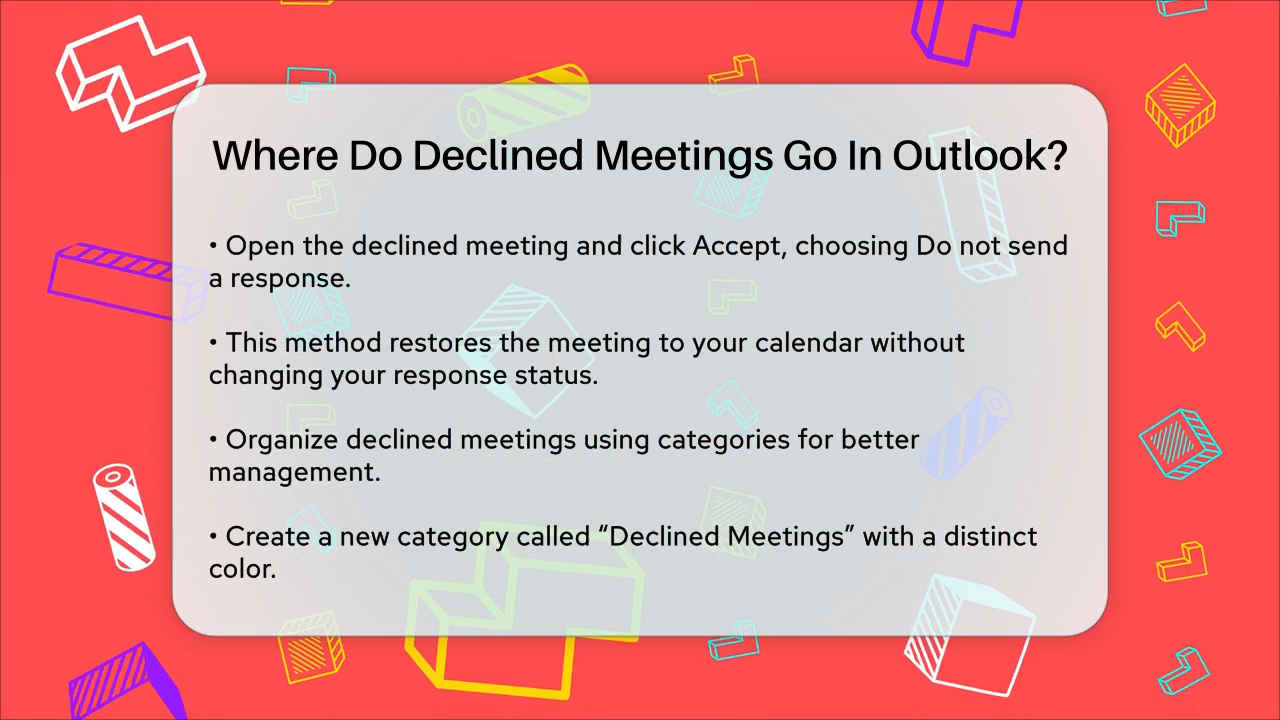 Where Do Declined Meetings Go In Outlook?
• Open the declined meeting and click Accept, choosing Do not send
a response.
• This method restores the meeting to your calendar without
changing your response status.
• Organize declined meetings using categories for better
management.
• Create a new category called “Declined Meetings” with a distinct
color.